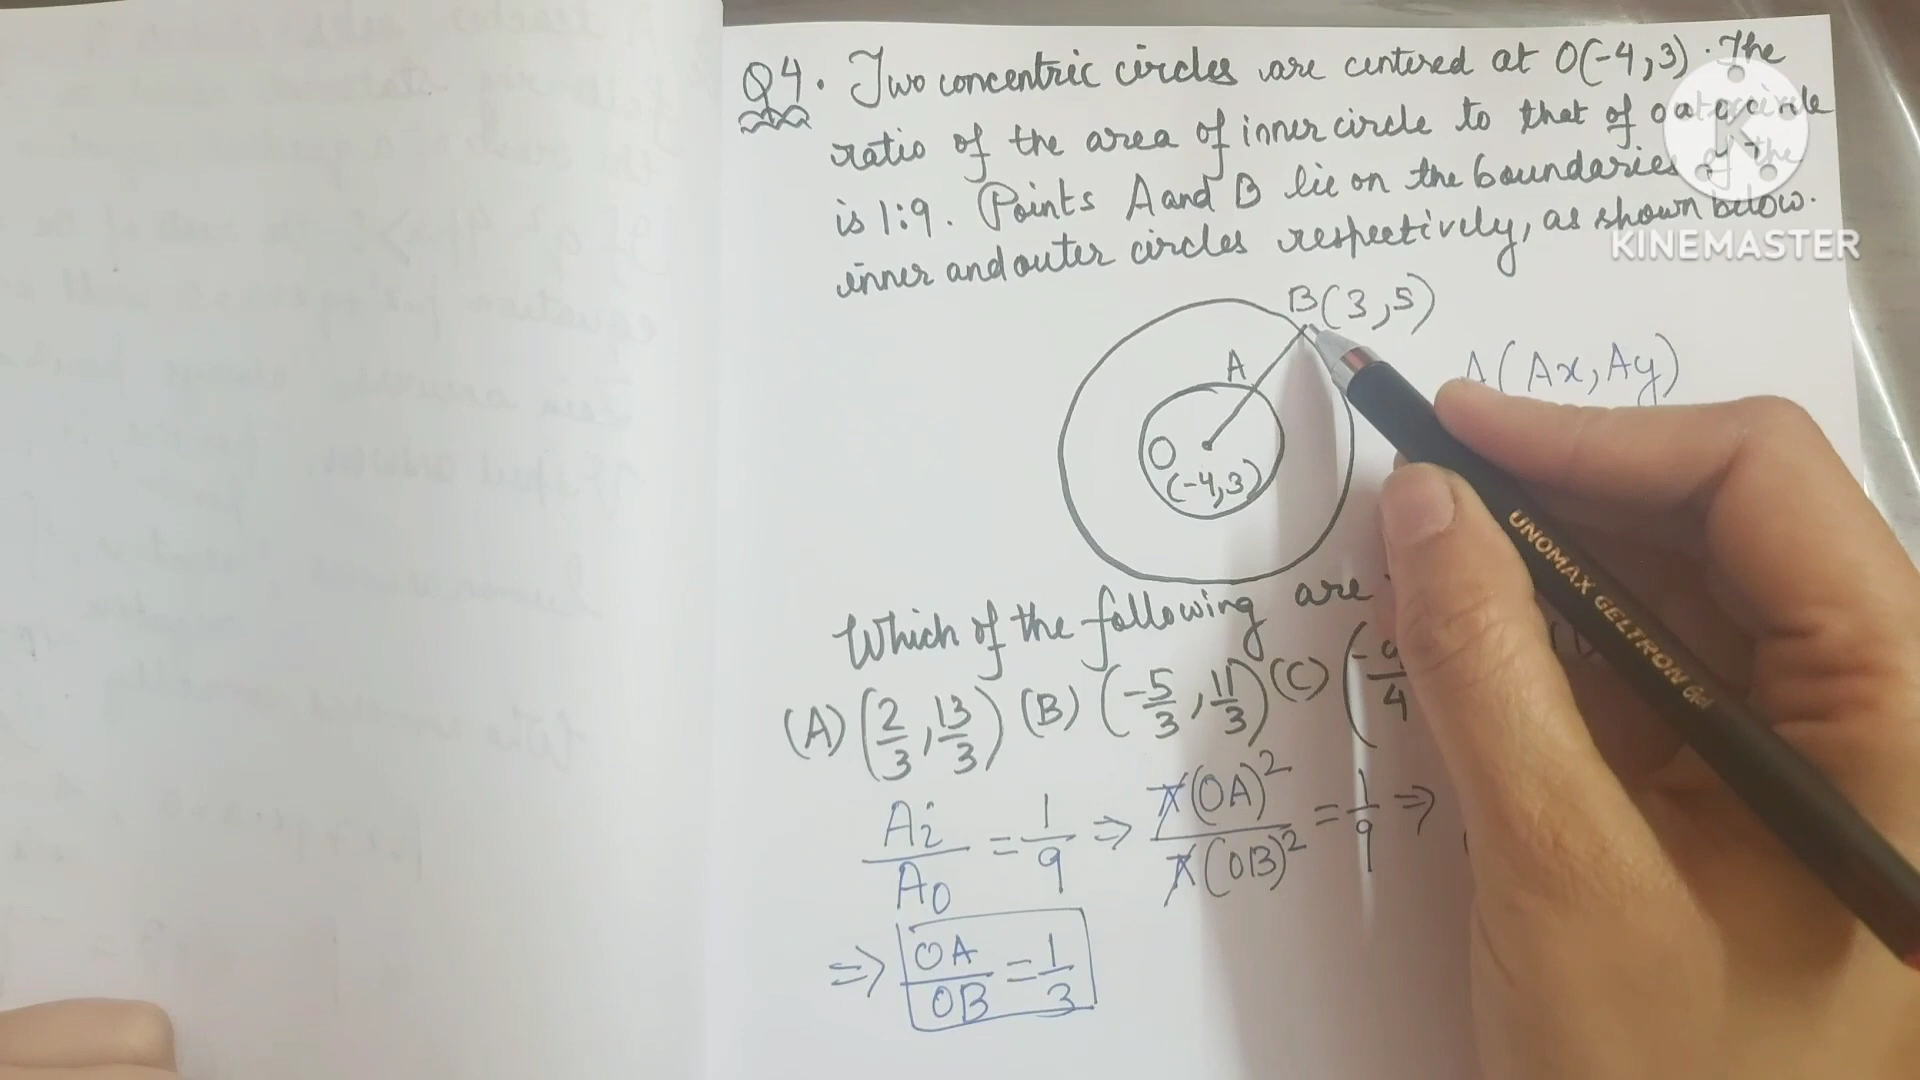 Q4. Two concentric circles are centered at O(-4,3). The
ratio of the area of inner circle to that of outer circle
is 1:9. Points A and B lie on the boundaries of the
inner and outer circles respectively, as shown below.
KINEMASTER
B(3,5)
A
A(Ax,Ay)
O
(-4,3)
Which of the following are
(A) (2/3, 13/3) (B) (-5/3, 11/3) (C)
Ai/Ao = 1/9 ⇒ π(OA)²/π(OB)² = 1/9 ⇒
⇒ OA/OB = 1/3
UNOMAX GELTRON Gel